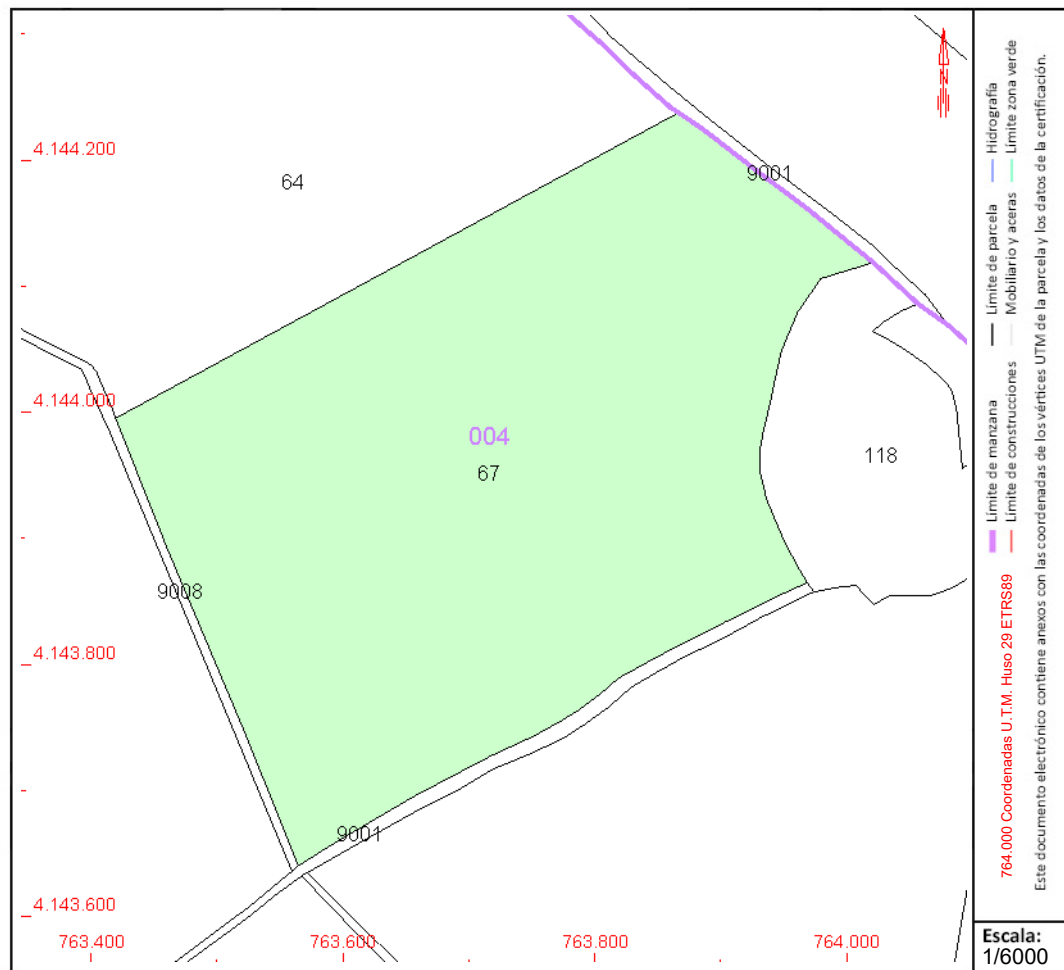 4.144.200
64
9001
N
4.144.000
004
67
118
9008
4.143.800
9001
4.143.600
763.400
763.600
763.800
764.000
Hidrografía
Límite zona verde
Límite de parcela
Mobiliario y aceras
Límite de manzana
Límite de construcciones
764.000 Coordenadas U.T.M. Huso 29 ETRS89
Este documento electrónico contiene anexos con las coordenadas de los vértices UTM de la parcela y los datos de la certificación.
Escala:
1/6000